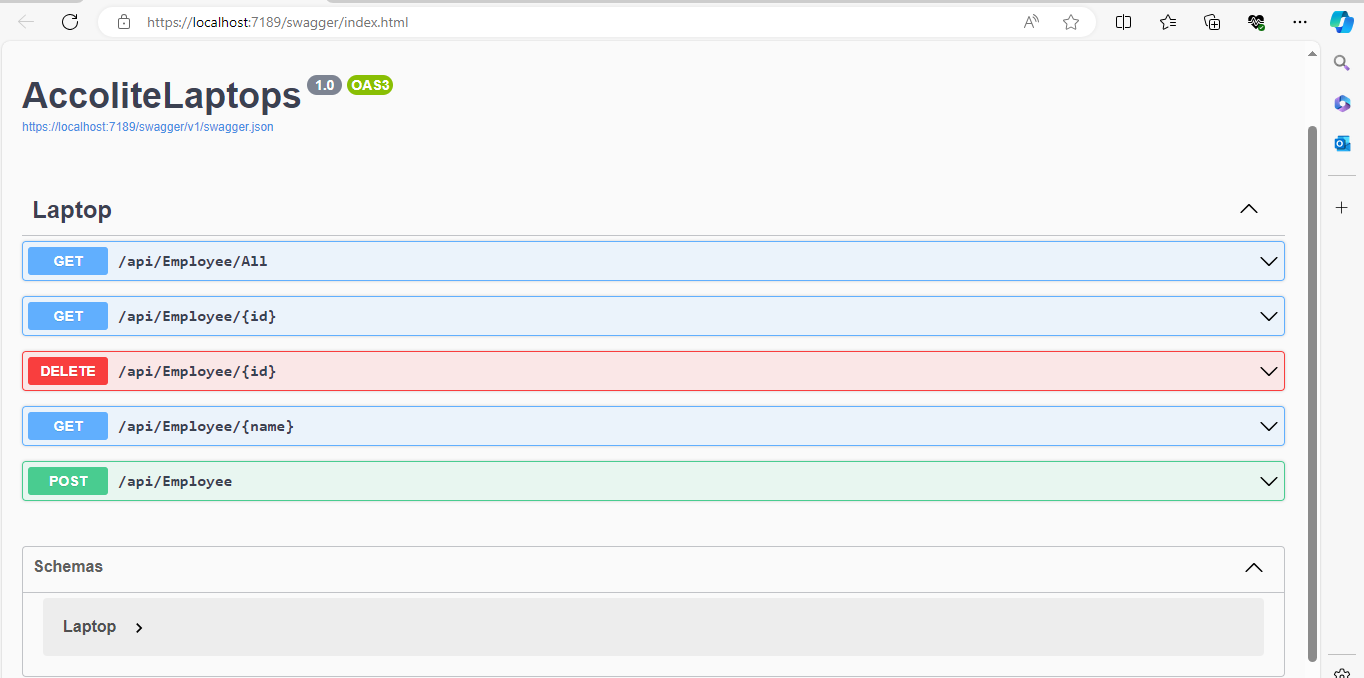 https://localhost:7189/swagger/index.html
AccoliteLaptops 1.0 OAS3
https://localhost:7189/swagger/v1/swagger.json
Laptop
GET /api/Employee/All
GET /api/Employee/{id}
DELETE /api/Employee/{id}
GET /api/Employee/{name}
POST /api/Employee
Schemas
Laptop